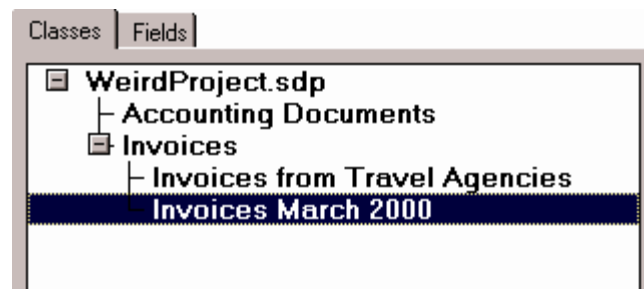 Classes Fields
WeirdProject.sdp
Accounting Documents
Invoices
Invoices from Travel Agencies
Invoices March 2000